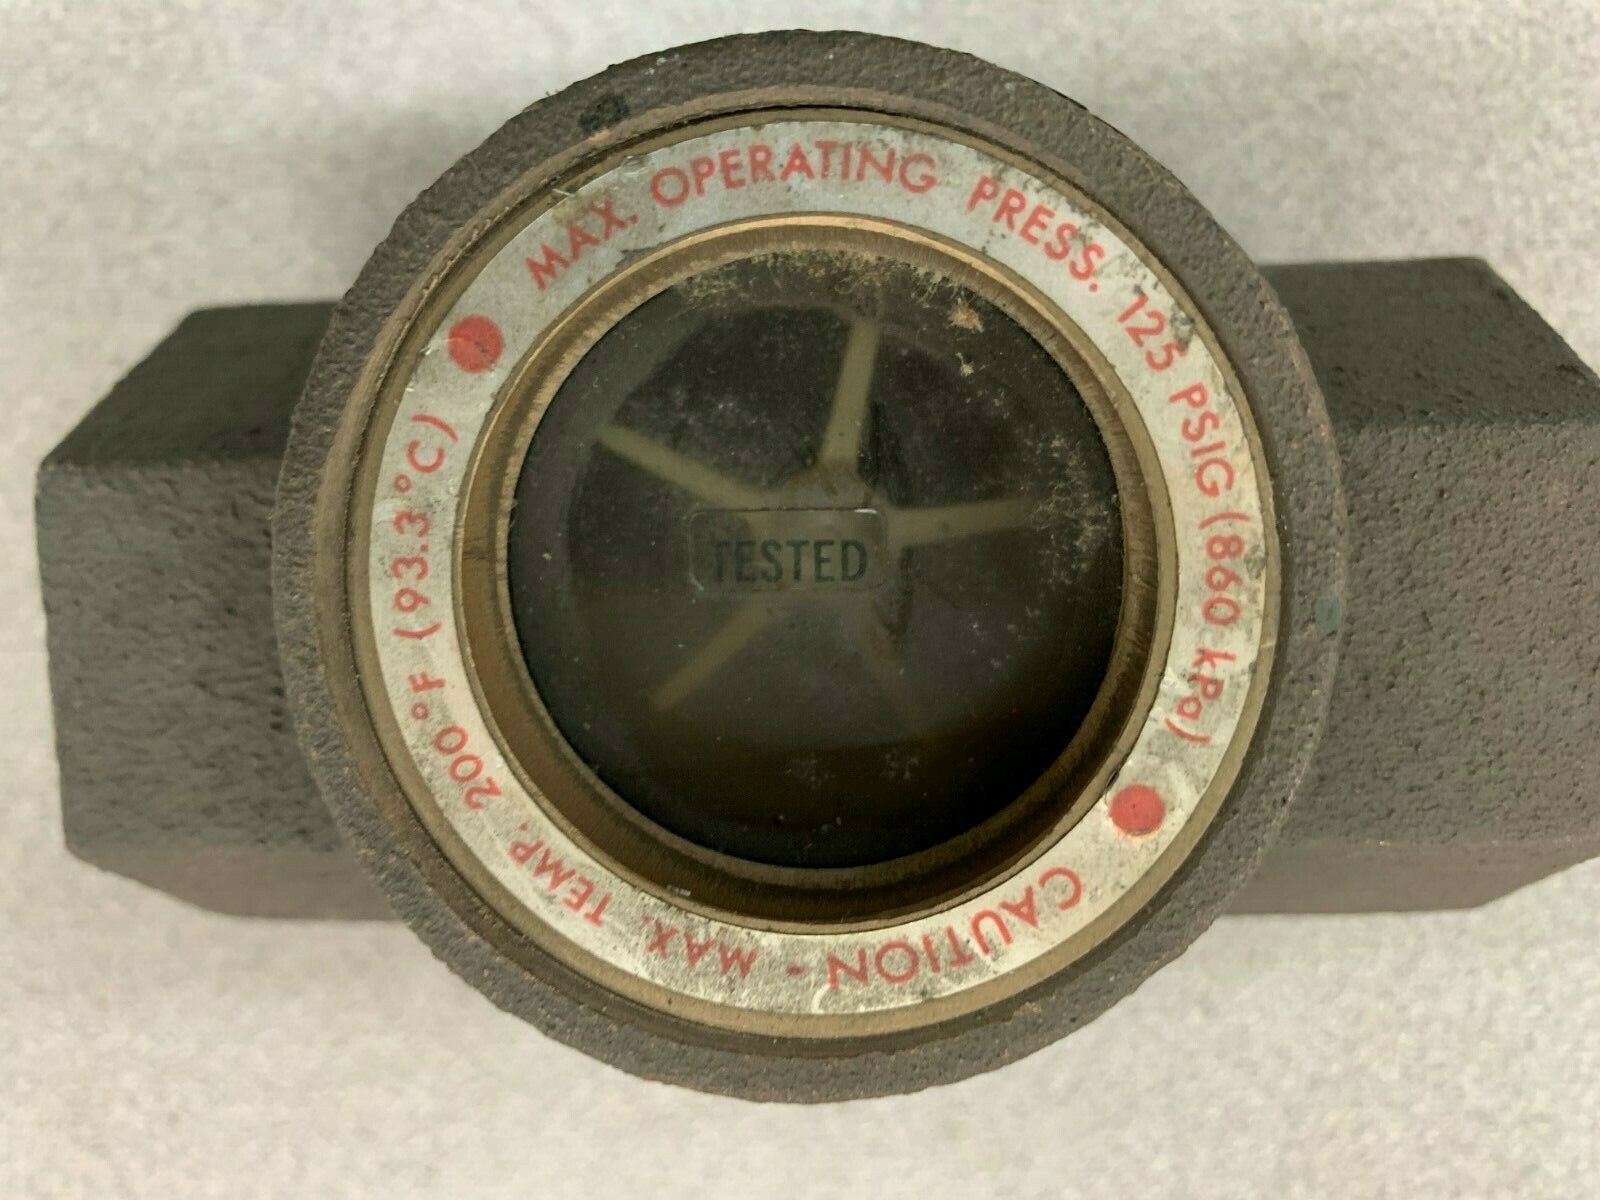 MAX. OPERATING PRESS. 125 PSIG (860 kPa)
CAUTION - MAX. TEMP. 200 °F (93.3 °C)
TESTED